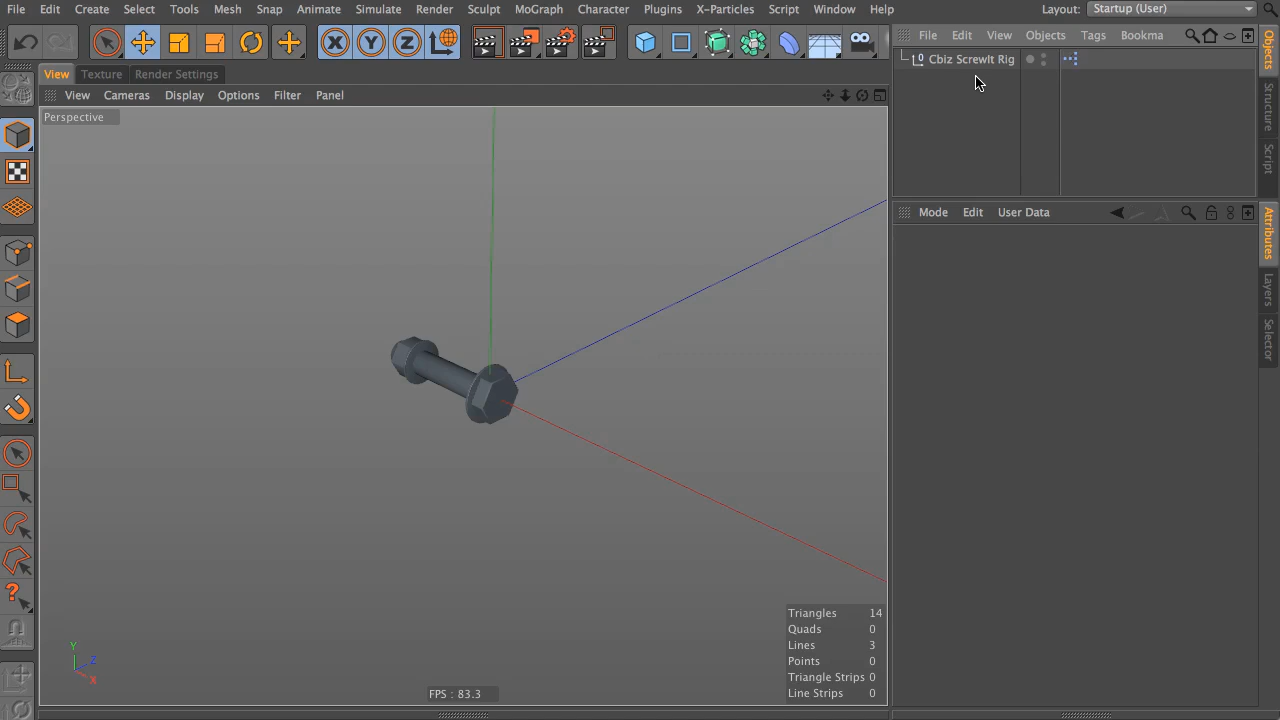 File Edit Create Select Tools Mesh Snap Animate Simulate Render Sculpt MoGraph Character Plugins X-Particles Script Window Help Layout: Startup (User)
X Y Z
File Edit View Objects Tags Bookma
0 Cbiz ScrewIt Rig
View Texture Render Settings
View Cameras Display Options Filter Panel
Perspective
Mode Edit User Data
Objects
Structure
Script
Attributes
Layers
Selector
Triangles 14
Quads 0
Lines 3
Points 0
Triangle Strips 0
Line Strips 0
Y
Z
X
FPS : 83.3